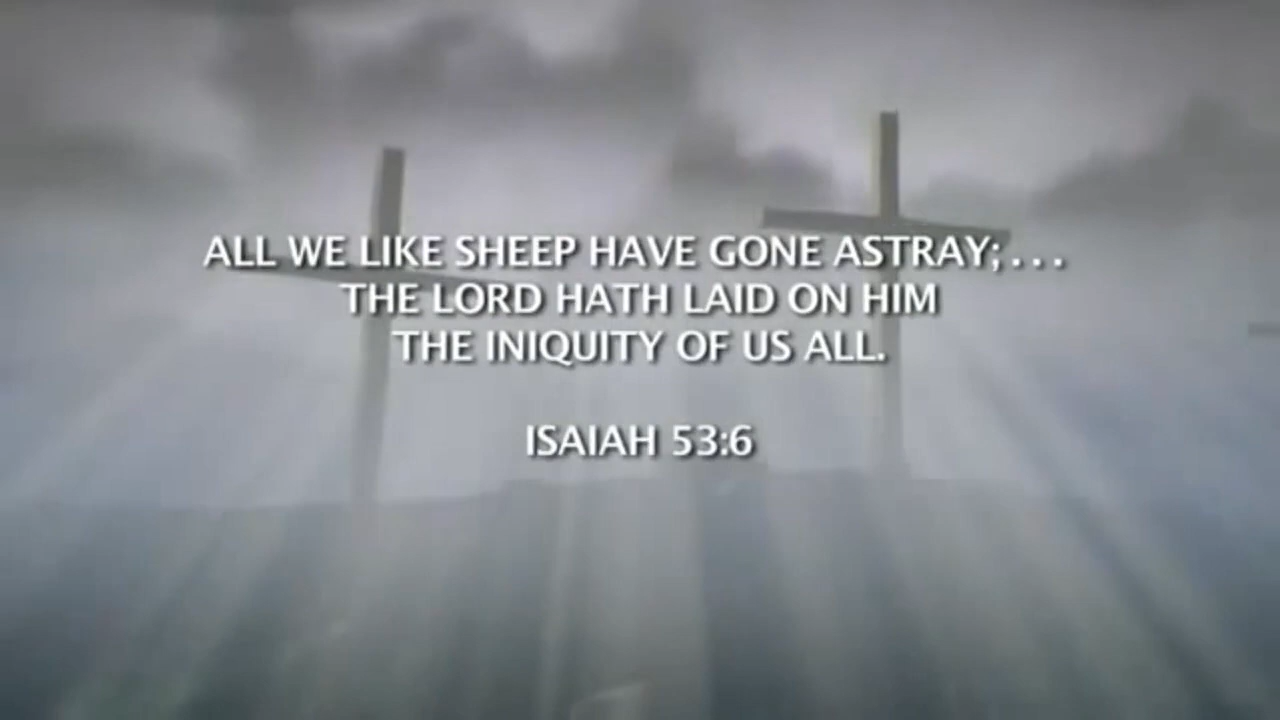 ALL WE LIKE SHEEP HAVE GONE ASTRAY; . . .
THE LORD HATH LAID ON HIM
THE INIQUITY OF US ALL.
ISAIAH 53:6